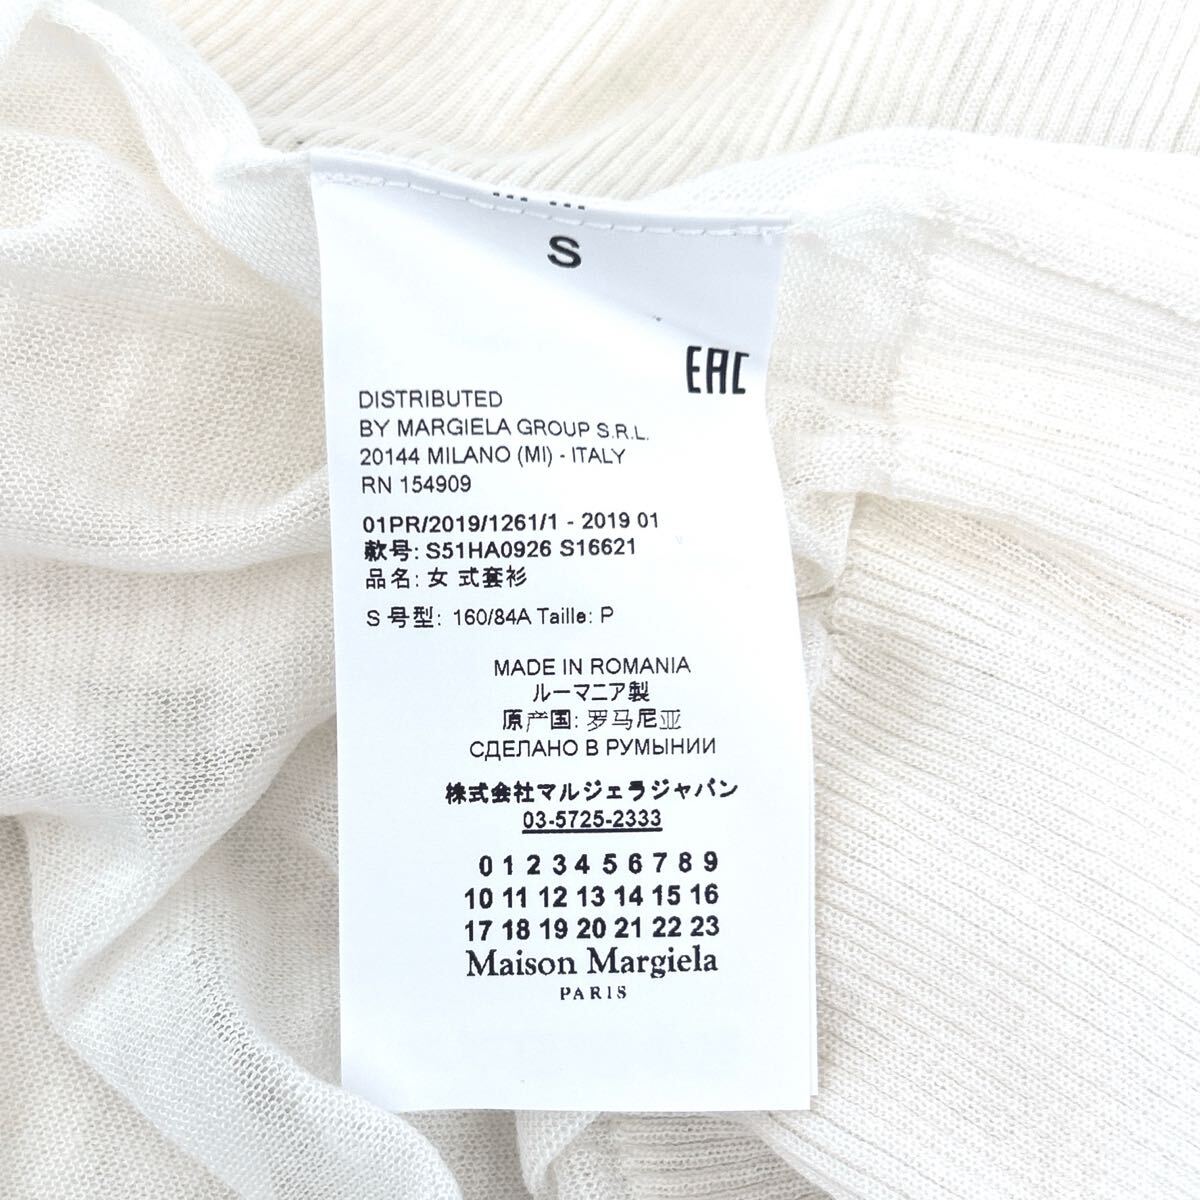 S
EAC
DISTRIBUTED
BY MARGIELA GROUP S.R.L.
20144 MILANO (MI) - ITALY
RN 154909
01PR/2019/1261/1 - 2019 01
款号: S51HA0926 S16621
品名: 女 式套衫
S 号型: 160/84A Taille: P
MADE IN ROMANIA
ルーマニア製
原产国: 罗马尼亚
СДЕЛАНО В РУМЫНИИ
株式会社マルジェラジャパン
03-5725-2333
0 1 2 3 4 5 6 7 8 9
10 11 12 13 14 15 16
17 18 19 20 21 22 23
Maison Margiela
PARIS